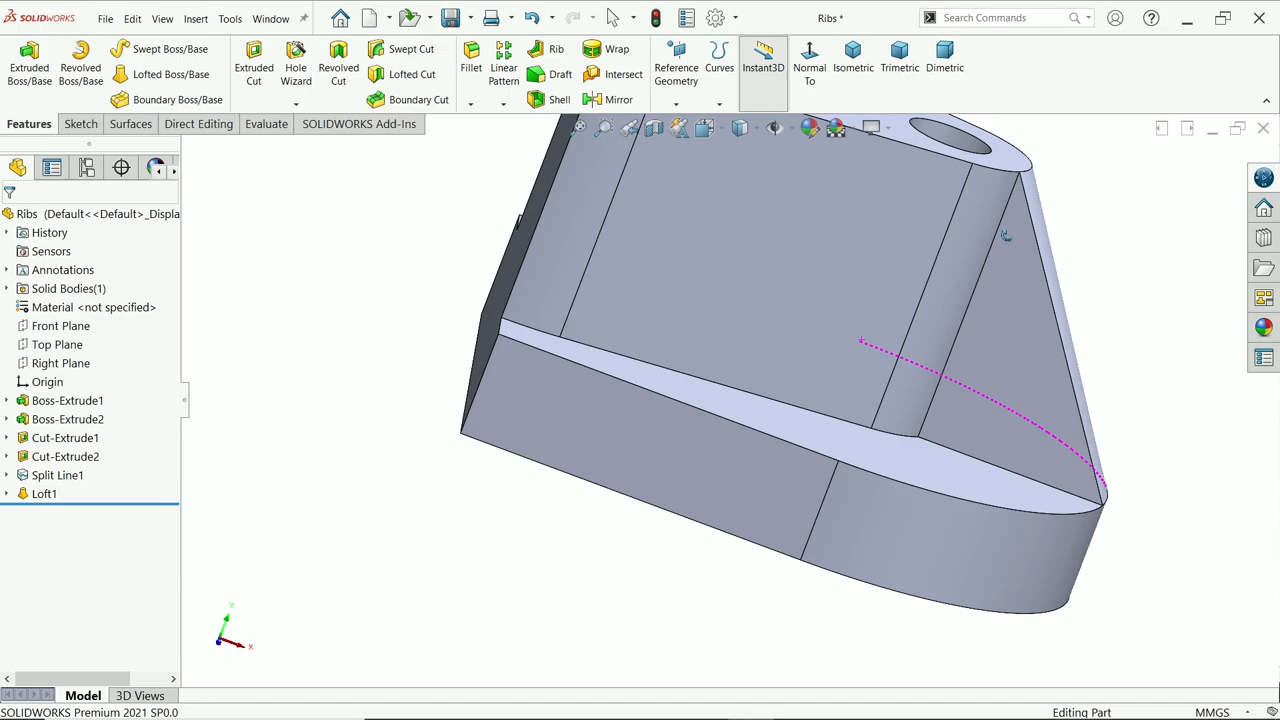 SOLIDWORKS File Edit View Insert Tools Window Ribs * Search Commands
Extruded Boss/Base
Revolved Boss/Base
Swept Boss/Base
Lofted Boss/Base
Boundary Boss/Base
Extruded Cut
Hole Wizard
Revolved Cut
Swept Cut
Lofted Cut
Boundary Cut
Fillet
Linear Pattern
Rib
Draft
Shell
Wrap
Intersect
Mirror
Reference Geometry
Curves
Instant3D
Normal To
Isometric
Trimetric
Dimetric
Features Sketch Surfaces Direct Editing Evaluate SOLIDWORKS Add-Ins
Ribs (Default<<Default>_Displa
History
Sensors
Annotations
Solid Bodies(1)
Material <not specified>
Front Plane
Top Plane
Right Plane
Origin
Boss-Extrude1
Boss-Extrude2
Cut-Extrude1
Cut-Extrude2
Split Line1
Loft1
Y
X
Model 3D Views
SOLIDWORKS Premium 2021 SP0.0 Editing Part MMGS